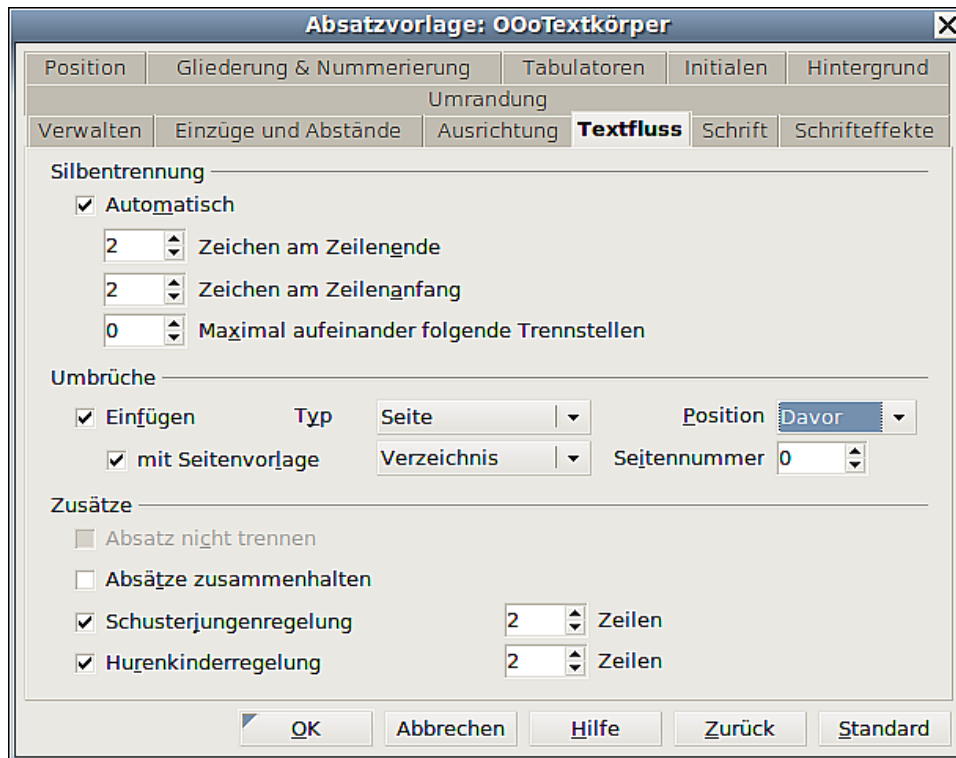 Absatzvorlage: OOoTextkörper
Position Gliederung & Nummerierung Tabulatoren Initialen Hintergrund
Umrandung
Verwalten Einzüge und Abstände Ausrichtung Textfluss Schrift Schrifteffekte
Silbentrennung
Automatisch
2 Zeichen am Zeilenende
2 Zeichen am Zeilenanfang
0 Maximal aufeinander folgende Trennstellen
Umbrüche
Einfügen Typ Seite Position Davor
mit Seitenvorlage Verzeichnis Seitennummer 0
Zusätze
Absatz nicht trennen
Absätze zusammenhalten
Schusterjungenregelung 2 Zeilen
Hurenkinderregelung 2 Zeilen
OK Abbrechen Hilfe Zurück Standard